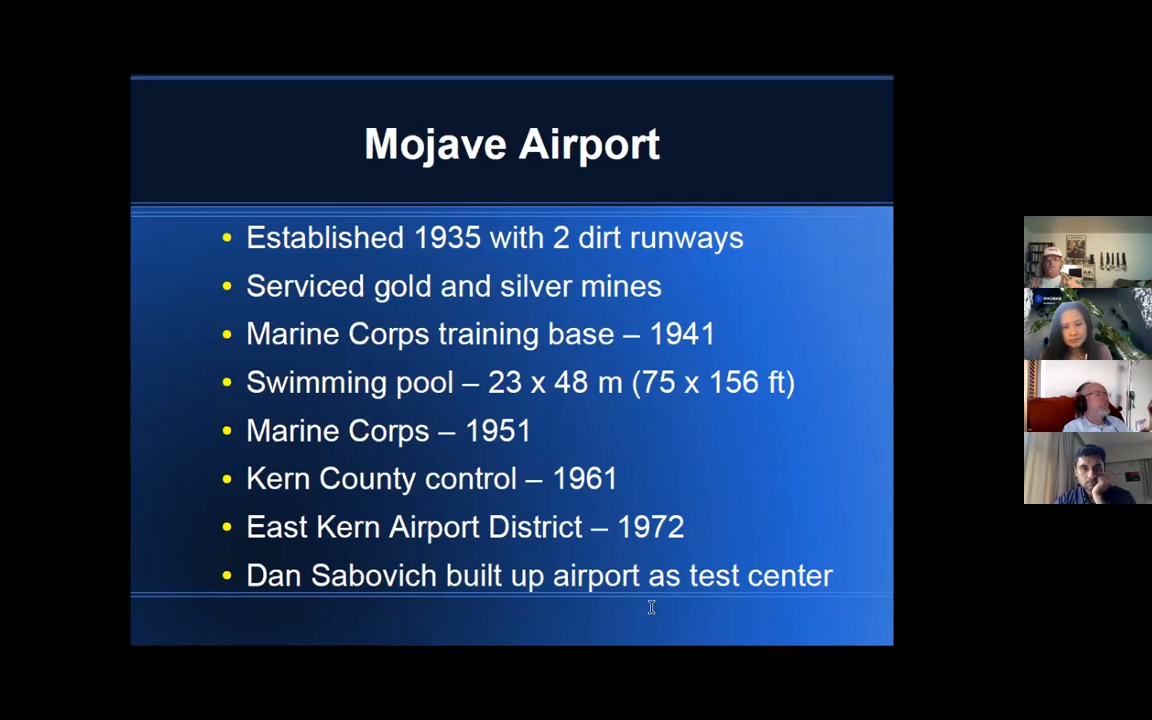 Mojave Airport
• Established 1935 with 2 dirt runways
• Serviced gold and silver mines
• Marine Corps training base – 1941
• Swimming pool – 23 x 48 m (75 x 156 ft)
• Marine Corps – 1951
• Kern County control – 1961
• East Kern Airport District – 1972
• Dan Sabovich built up airport as test center
SPACEBASE